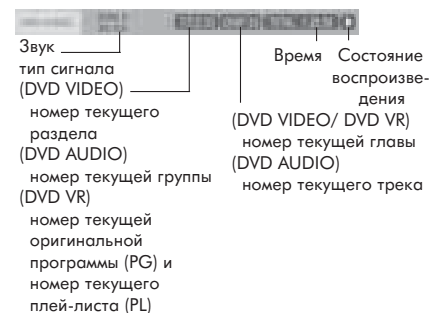 Звук
тип сигнала
(DVD VIDEO)
номер текущего
раздела
(DVD AUDIO)
номер текущей группы
(DVD VR)
номер текущей
оригинальной
программы (PG) и
номер текущего
плей-листа (PL)
Время
Состояние
воспроизве-
дения
(DVD VIDEO/ DVD VR)
номер текущей главы
(DVD AUDIO)
номер текущего трека